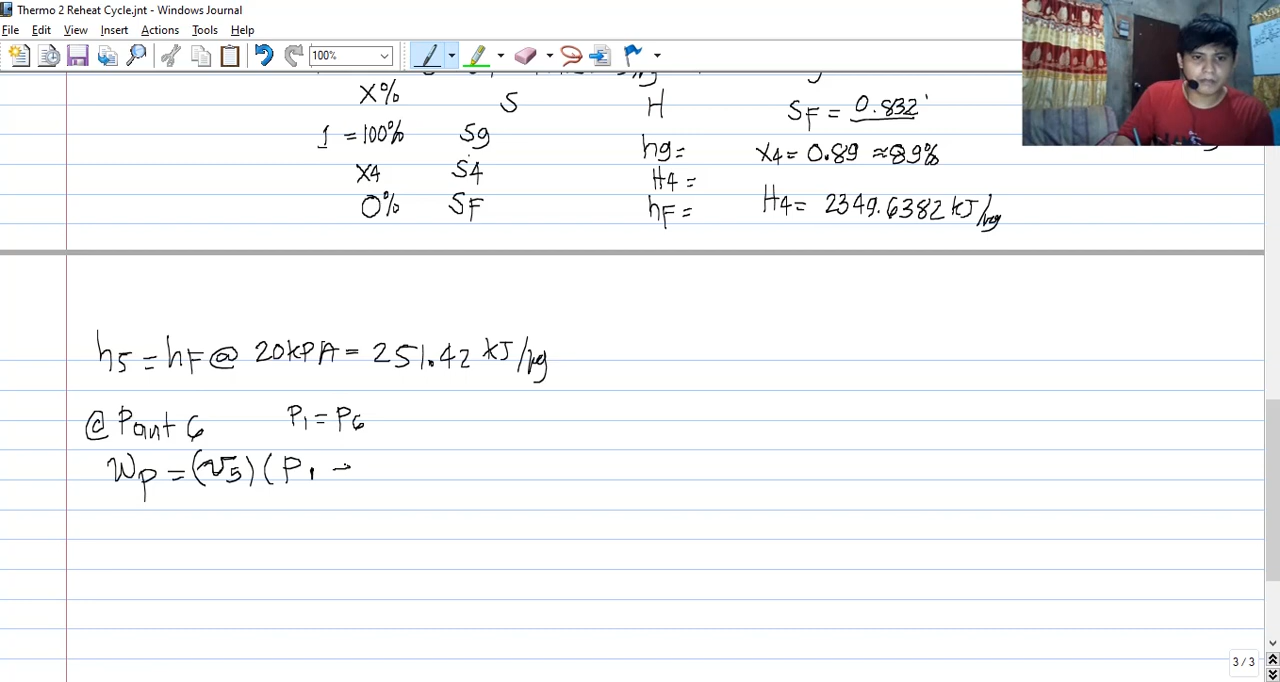 Thermo 2 Reheat Cycle.jnt - Windows Journal
File Edit View Insert Actions Tools Help
100%
X% S H SF = 0.832
1 = 100% Sg hg= X4= 0.89 ≈89%
X4 S4 H4 =
0% SF hF = H4= 2349.6382 kJ/kg
h5 = hF @ 20kPA = 251.42 kJ/kg
@ Point 6 P1 = P6
Wp = (v5) ( P1 -
3 / 3